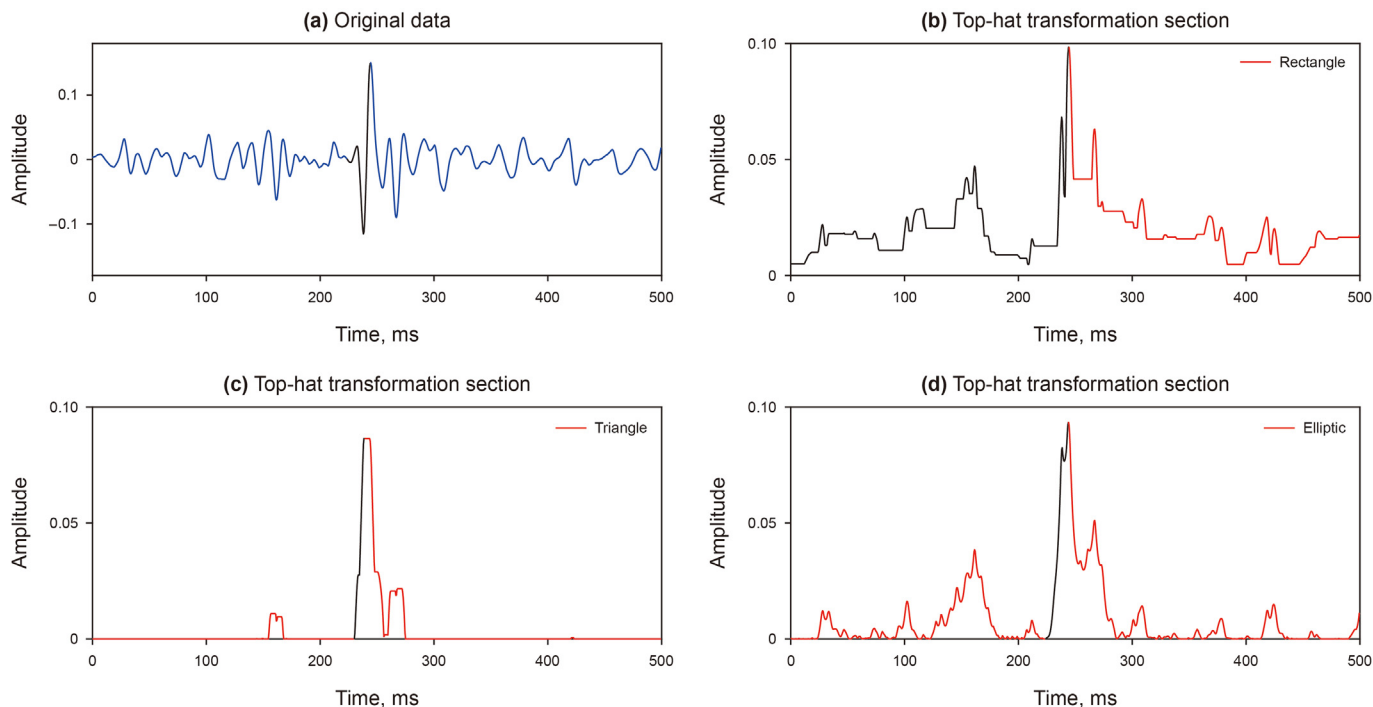 (a) Original data
Amplitude
0.1
0
−0.1
0
100
200
300
400
500
Time, ms
(b) Top-hat transformation section
Rectangle
Amplitude
0.10
0.05
0
0
100
200
300
400
500
Time, ms
(c) Top-hat transformation section
Triangle
Amplitude
0.10
0.05
0
0
100
200
300
400
500
Time, ms
(d) Top-hat transformation section
Elliptic
Amplitude
0.10
0.05
0
0
100
200
300
400
500
Time, ms